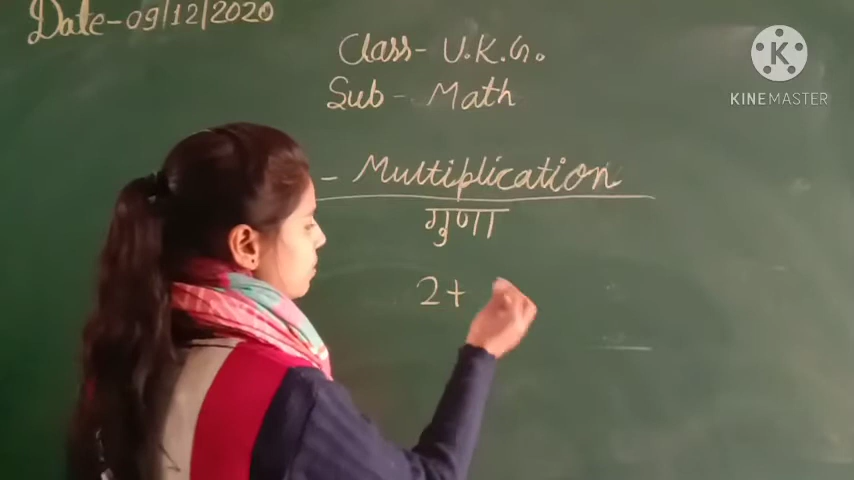 Date-09/12/2020
Class- U.K.G.
Sub- Math
- Multiplication
गुणा
2+
K
KINEMASTER